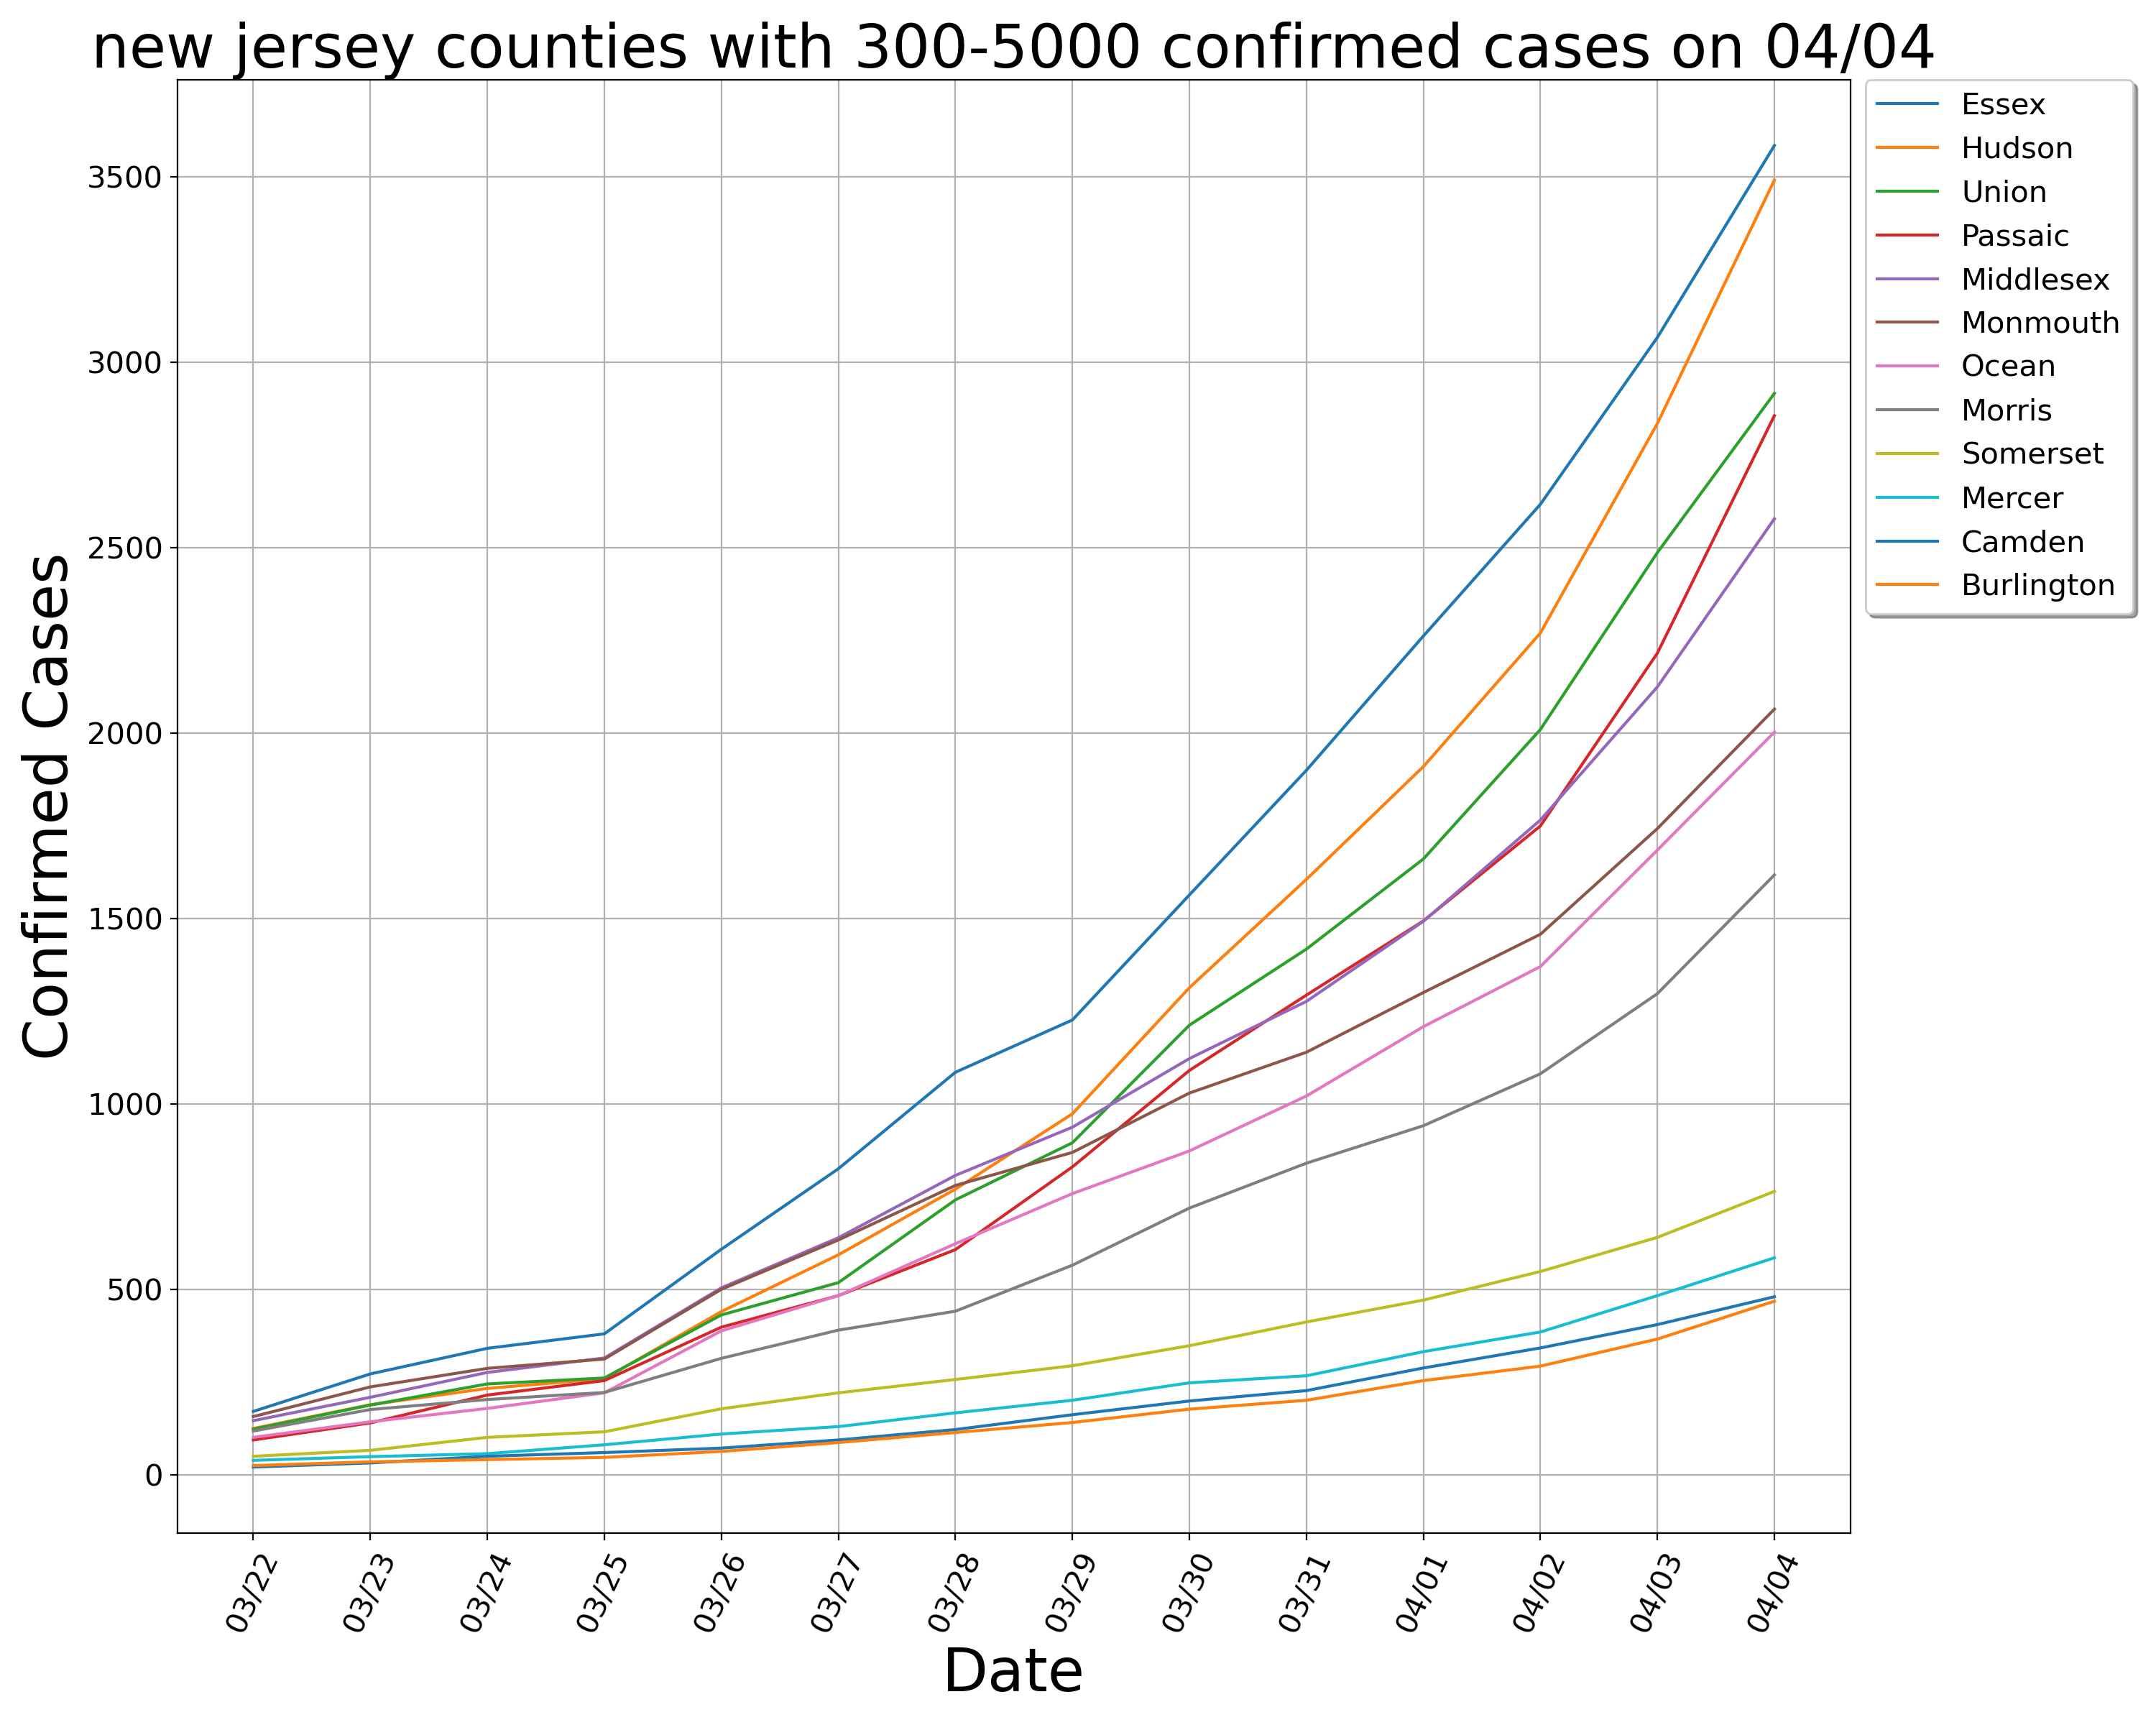 new jersey counties with 300-5000 confirmed cases on 04/04
Essex
Hudson
Union
Passaic
Middlesex
Monmouth
Ocean
Morris
Somerset
Mercer
Camden
Burlington
Confirmed Cases
3500
3000
2500
2000
1500
1000
500
0
03/22
03/23
03/24
03/25
03/26
03/27
03/28
03/29
03/30
03/31
04/01
04/02
04/03
04/04
Date